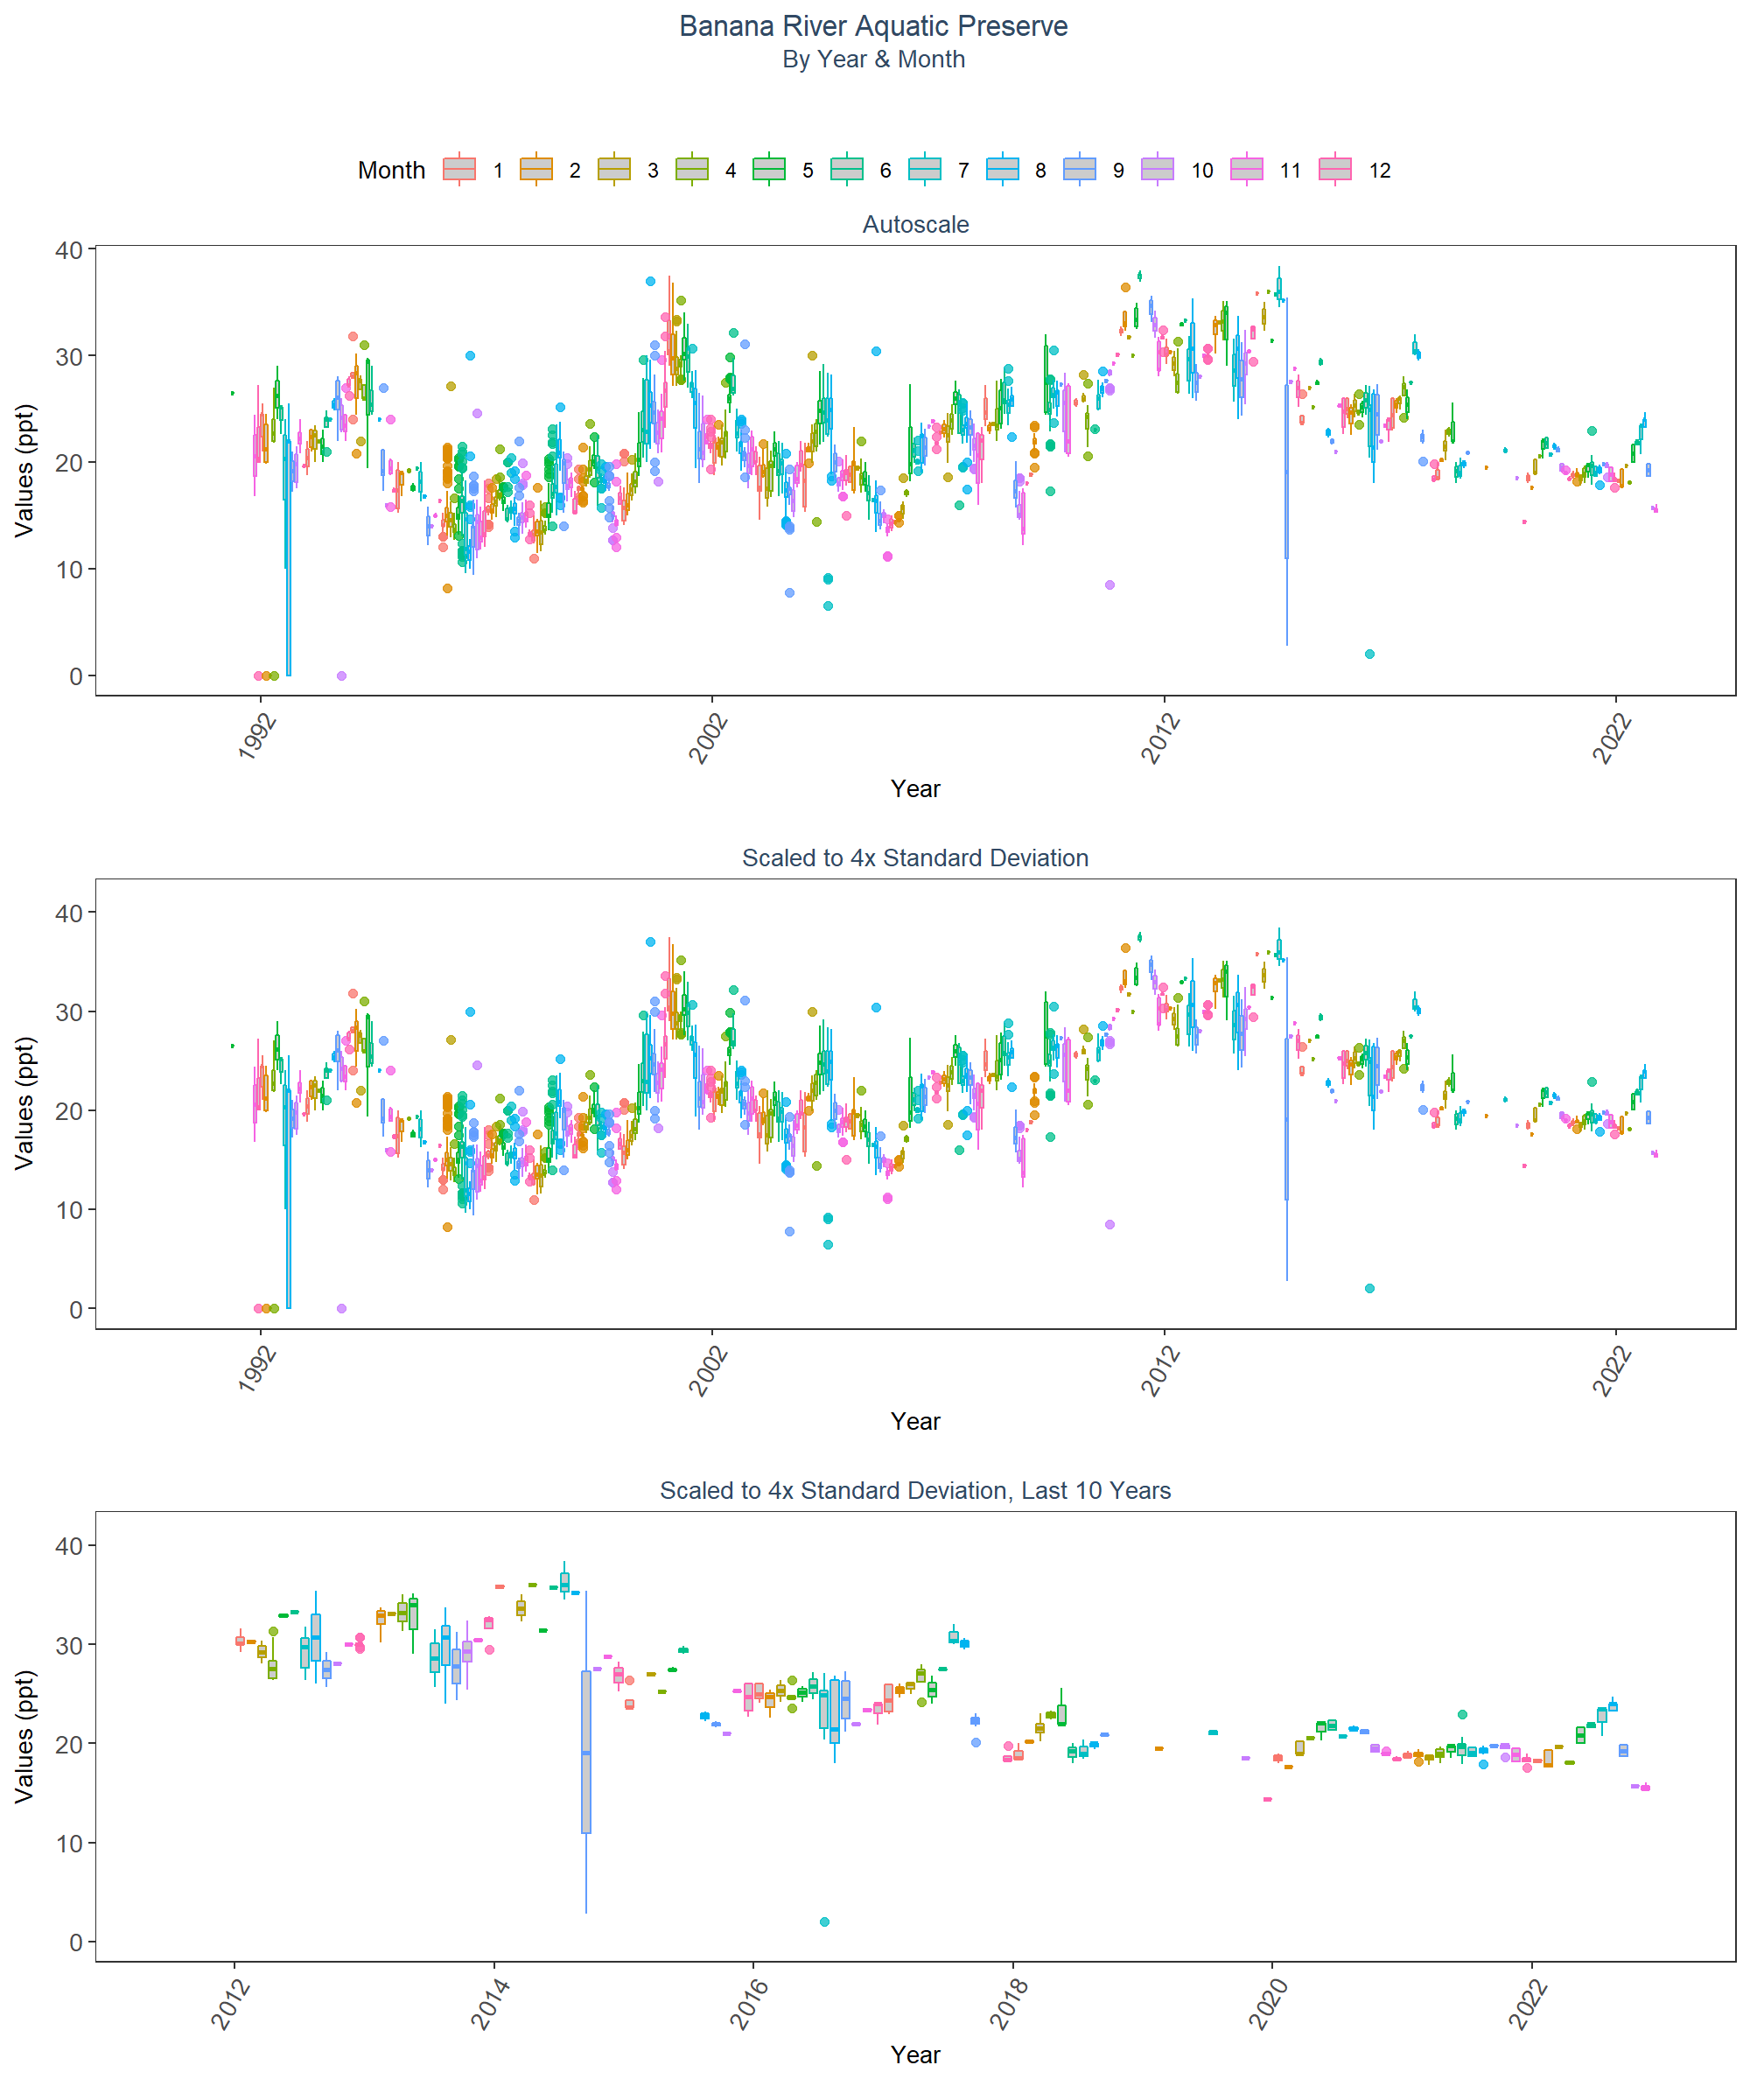 Banana River Aquatic Preserve
By Year & Month
Month 1 2 3 4 5 6 7 8 9 10 11 12
Autoscale
Values (ppt)
40
30
20
10
0
1992 2002 2012 2022
Year
Scaled to 4x Standard Deviation
Values (ppt)
40
30
20
10
0
1992 2002 2012 2022
Year
Scaled to 4x Standard Deviation, Last 10 Years
Values (ppt)
40
30
20
10
0
2012 2014 2016 2018 2020 2022
Year